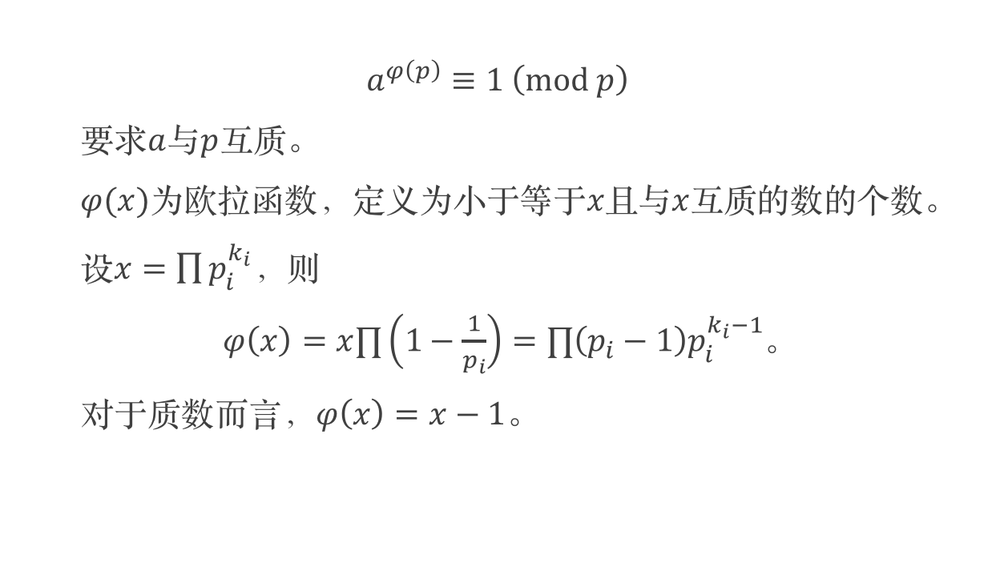 $a^{\varphi(p)} \equiv 1 \pmod{p}$
要求$a$与$p$互质。
$\varphi(x)$为欧拉函数，定义为小于等于$x$且与$x$互质的数的个数。
设$x = \prod p_i^{k_i}$，则
$\varphi(x) = x \prod \left(1 - \frac{1}{p_i}\right) = \prod (p_i - 1) p_i^{k_i - 1}$。
对于质数而言，$\varphi(x) = x - 1$。